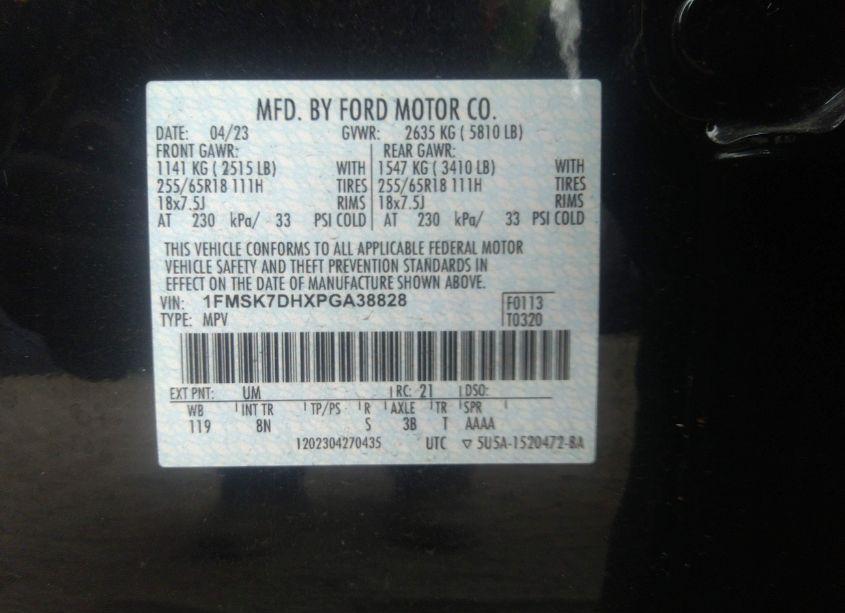 MFD. BY FORD MOTOR CO.
DATE: 04/23 GVWR: 2635 KG ( 5810 LB)
FRONT GAWR: REAR GAWR:
1141 KG ( 2515 LB) WITH 1547 KG ( 3410 LB) WITH
255/65R18 111H TIRES 255/65R18 111H TIRES
18x7.5J RIMS 18x7.5J RIMS
AT 230 kPa/ 33 PSI COLD AT 230 kPa/ 33 PSI COLD
THIS VEHICLE CONFORMS TO ALL APPLICABLE FEDERAL MOTOR
VEHICLE SAFETY AND THEFT PREVENTION STANDARDS IN
EFFECT ON THE DATE OF MANUFACTURE SHOWN ABOVE.
VIN: 1FMSK7DHXPGA38828 F0113
TYPE: MPV T0320
EXT PNT: UM RC: 21 DSO:
WB INT TR TP/PS R AXLE TR SPR
119 8N S 3B T AAAA
1202304270435 UTC ▽ 5U5A-1520472-BA